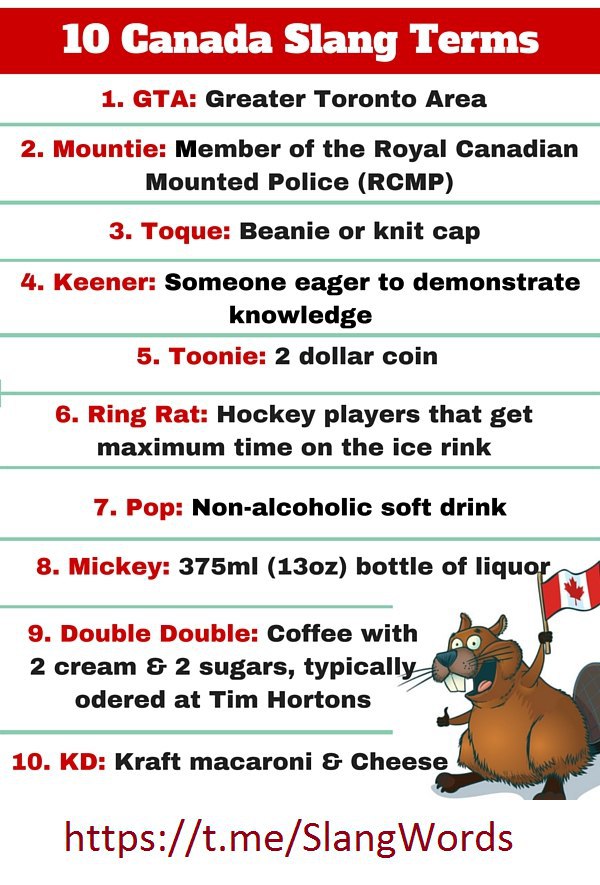 10 Canada Slang Terms
1. GTA: Greater Toronto Area
2. Mountie: Member of the Royal Canadian
Mounted Police (RCMP)
3. Toque: Beanie or knit cap
4. Keener: Someone eager to demonstrate
knowledge
5. Toonie: 2 dollar coin
6. Ring Rat: Hockey players that get
maximum time on the ice rink
7. Pop: Non-alcoholic soft drink
8. Mickey: 375ml (13oz) bottle of liquor
9. Double Double: Coffee with
2 cream & 2 sugars, typically
odered at Tim Hortons
10. KD: Kraft macaroni & Cheese
https://t.me/SlangWords